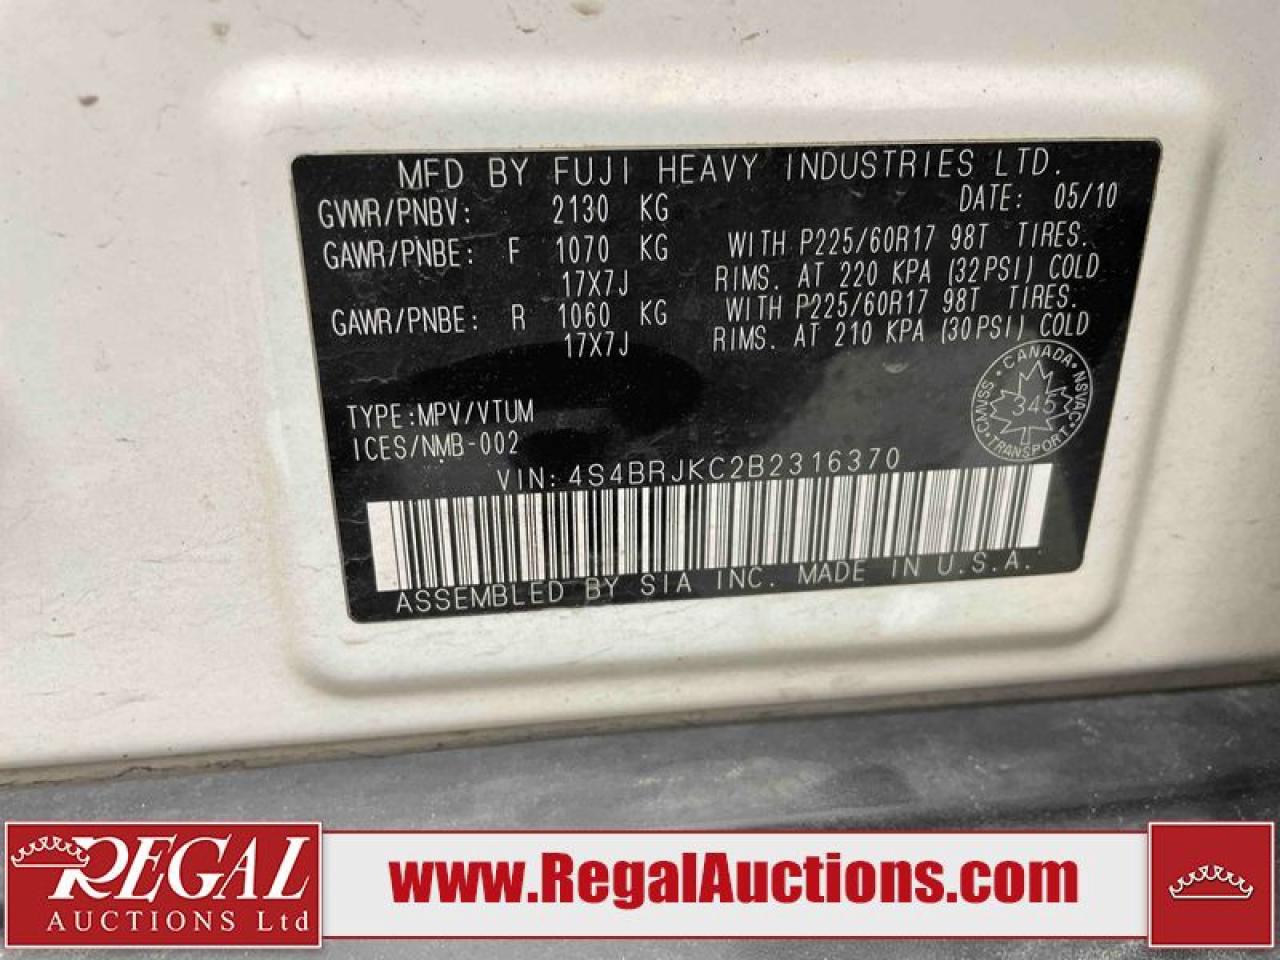 MFD BY FUJI HEAVY INDUSTRIES LTD.
GVWR/PNBV: 2130 KG DATE: 05/10
GAWR/PNBE: F 1070 KG WITH P225/60R17 98T TIRES.
17X7J RIMS. AT 220 KPA (32PSI) COLD
GAWR/PNBE: R 1060 KG WITH P225/60R17 98T TIRES.
17X7J RIMS. AT 210 KPA (30PSI) COLD
CANADA
CMVSS 345 NSVAC
TRANSPORT
TYPE:MPV/VTUM
ICES/NMB-002
VIN: 4S4BRJKC2B2316370
ASSEMBLED BY SIA INC. MADE IN U.S.A.
REGAL
AUCTIONS Ltd
www.RegalAuctions.com